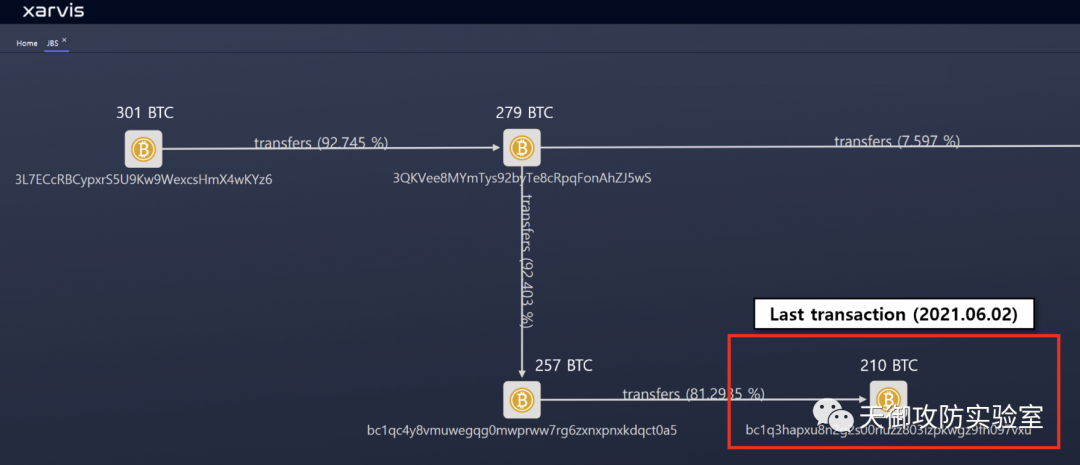 xarvis
Home JBS ×
301 BTC
279 BTC
transfers (92.745 %)
transfers (7.597 %)
3L7ECcRBCypxrS5U9Kw9WexcsHmX4wKYz6
3QKVee8MYmTys92byTe8cRpqFonAhZJ5wS
transfers (92.403 %)
Last transaction (2021.06.02)
257 BTC
210 BTC
transfers (81.2935 %)
天御攻防实验室
bc1qc4y8vmuwegqg0mwprww7rg6zxnxpnxkdqct0a5